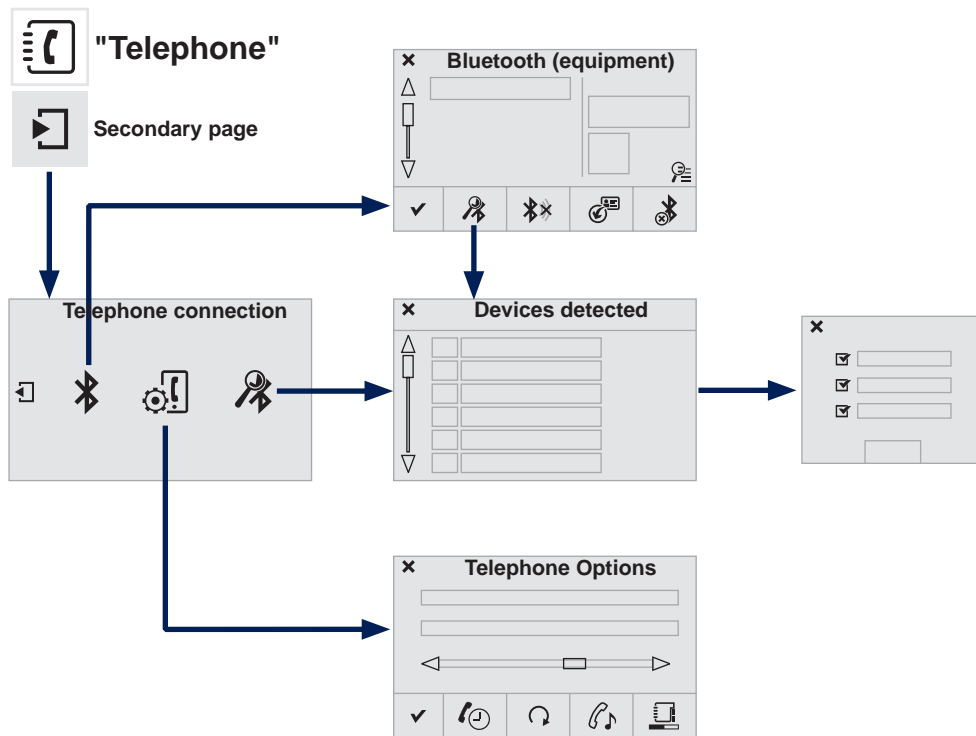 "Telephone"
Secondary page
Bluetooth (equipment)
Telephone connection
Devices detected
Telephone Options